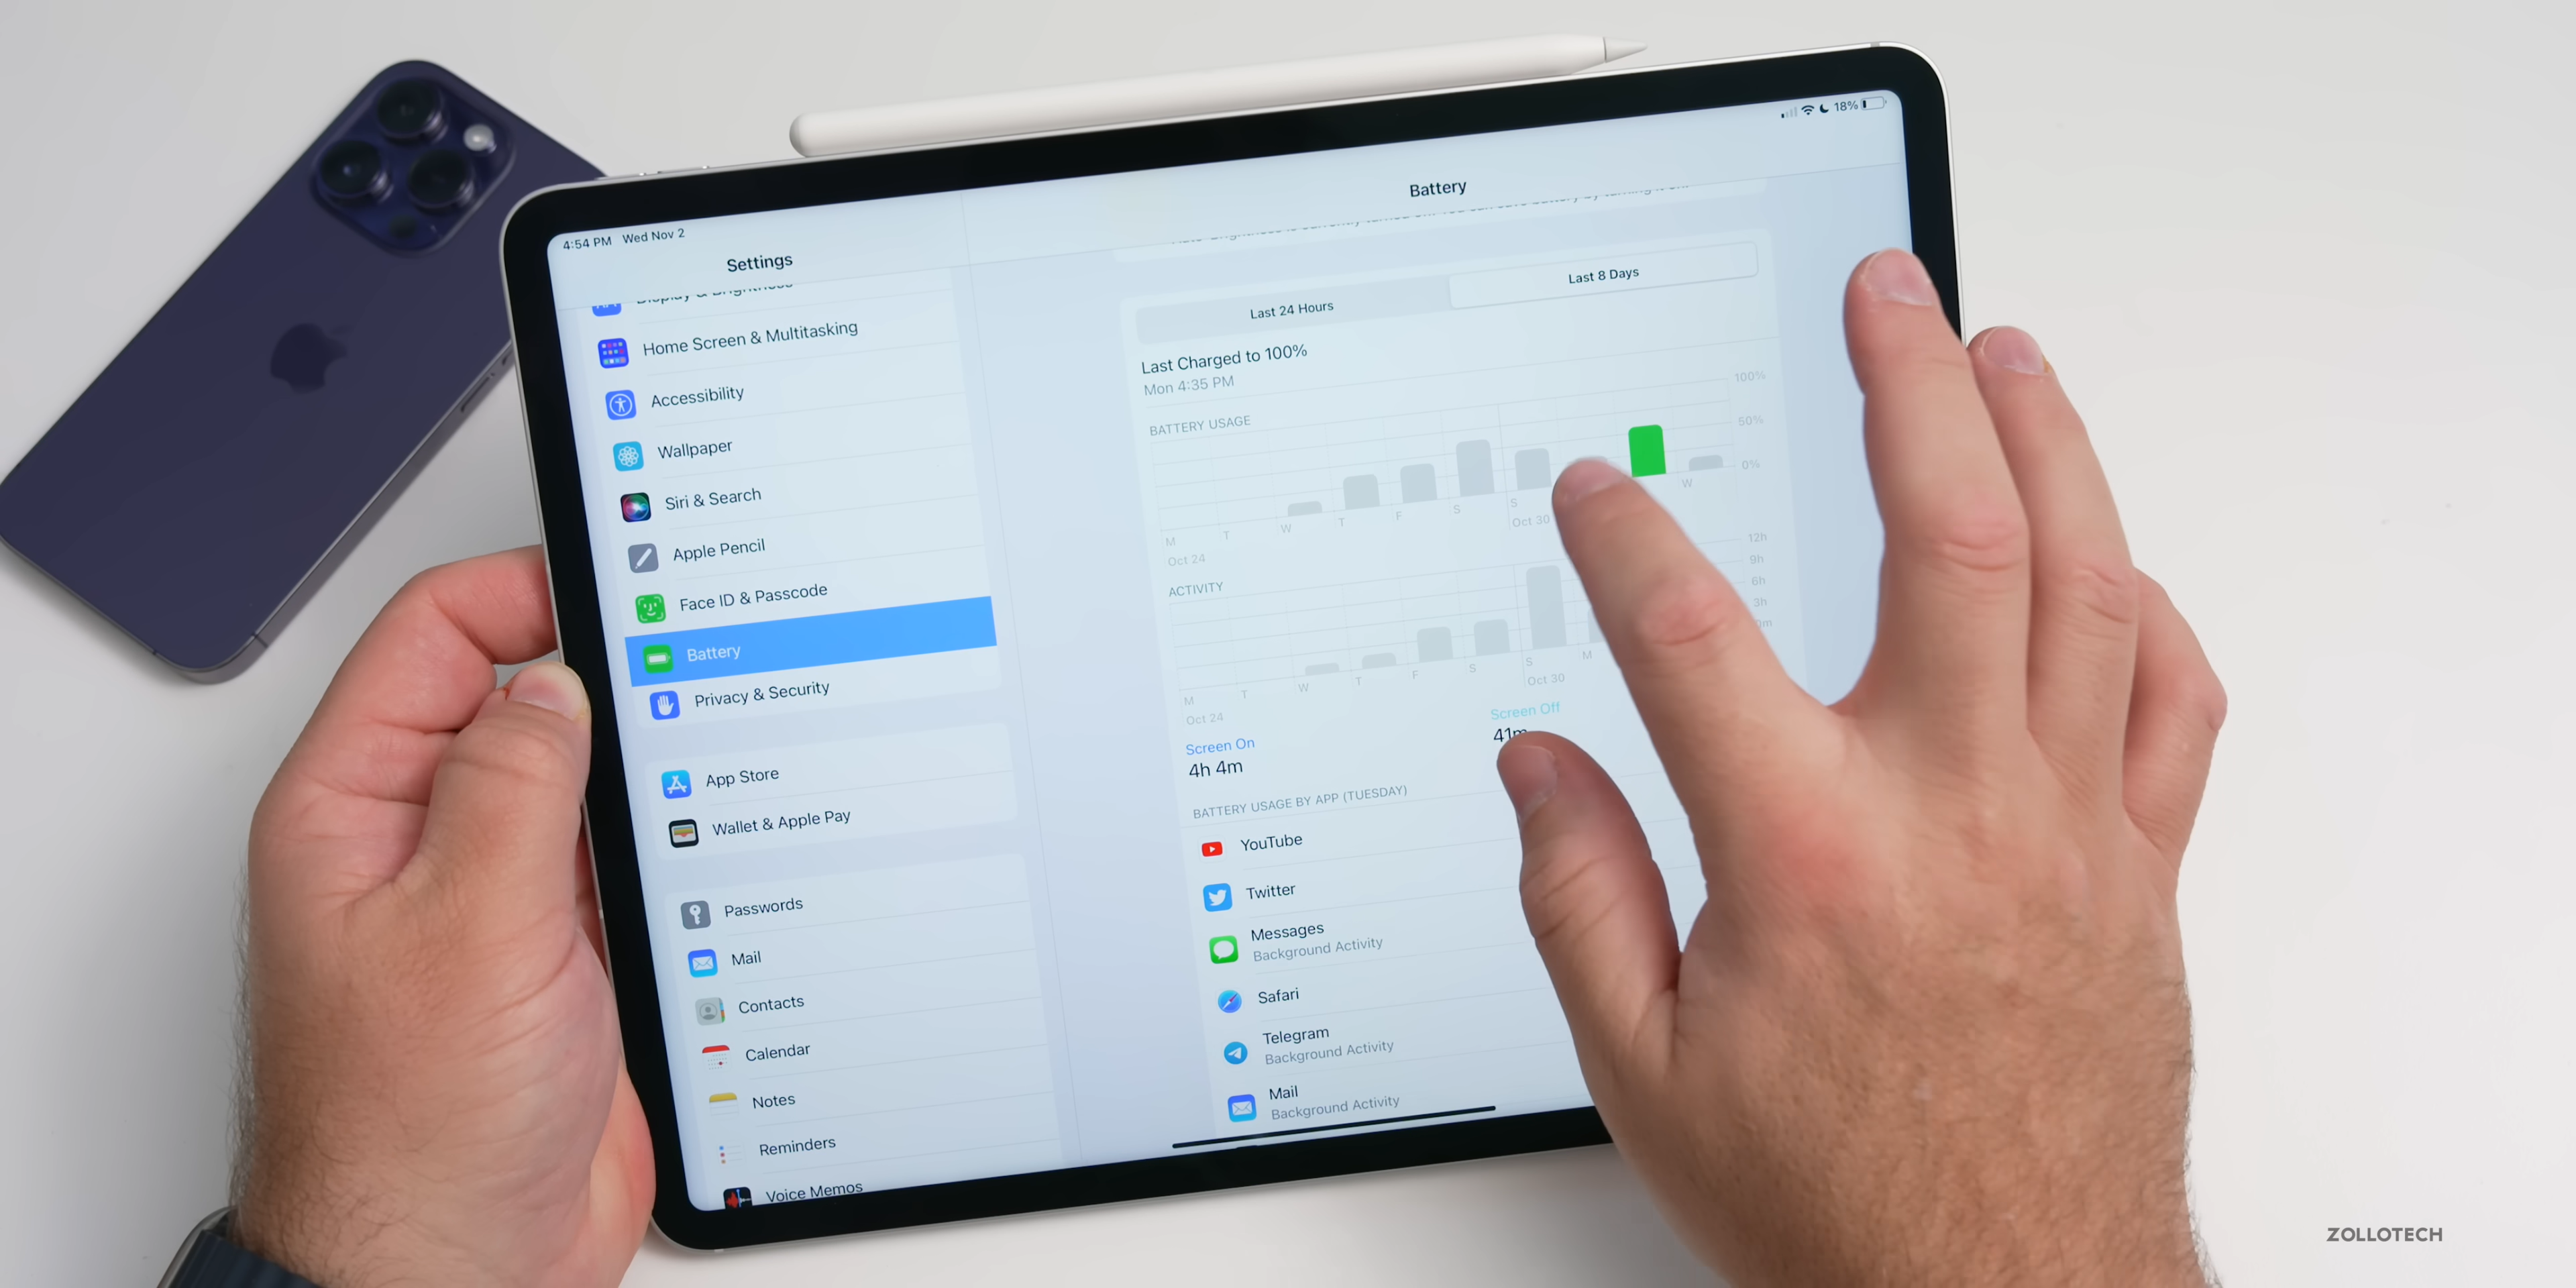 4:54 PM Wed Nov 2
18%
Settings
Display & Brightness
Home Screen & Multitasking
Accessibility
Wallpaper
Siri & Search
Apple Pencil
Face ID & Passcode
Battery
Privacy & Security
App Store
Wallet & Apple Pay
Passwords
Mail
Contacts
Calendar
Notes
Reminders
Voice Memos
Battery
Last 24 Hours
Last 8 Days
Last Charged to 100%
Mon 4:35 PM
BATTERY USAGE
100%
50%
0%
M T W T F S S W
Oct 24 Oct 30
ACTIVITY
12h
9h
6h
3h
M T W T F S S M
Oct 24 Oct 30
Screen On Screen Off
4h 4m 41m
BATTERY USAGE BY APP (TUESDAY)
YouTube
Twitter
Messages
Background Activity
Safari
Telegram
Background Activity
Mail
Background Activity
ZOLLOTECH